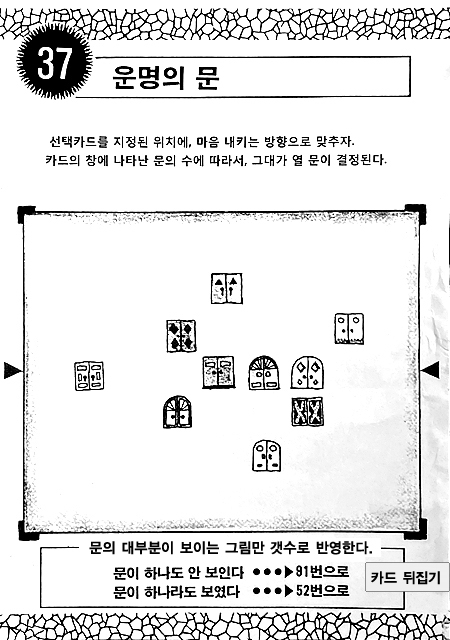 37
운명의 문
선택카드를 지정된 위치에, 마음 내키는 방향으로 맞추자.
카드의 창에 나타난 문의 수에 따라서, 그대가 열 문이 결정된다.
문의 대부분이 보이는 그림만 갯수로 반영한다.
문이 하나도 안 보인다 ●●●▶91번으로
문이 하나라도 보였다 ●●●▶52번으로
카드 뒤집기